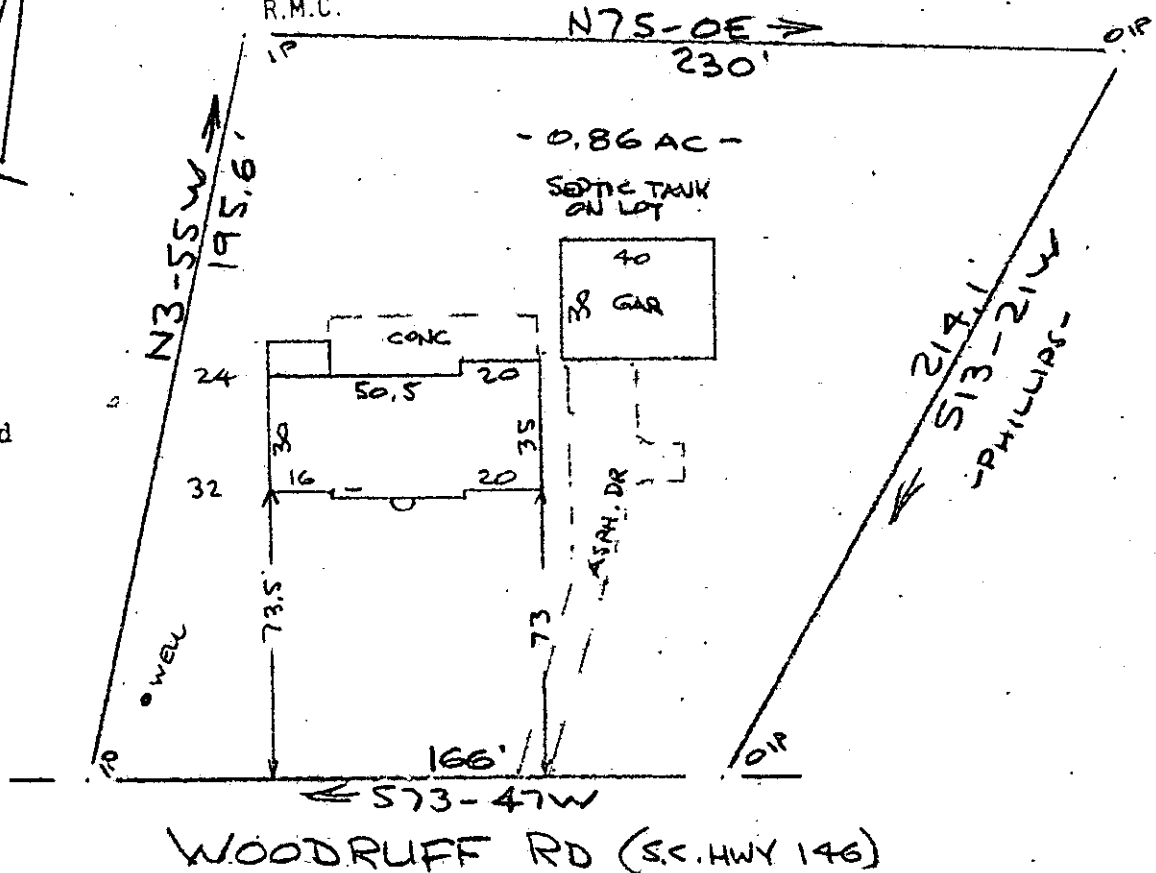 R.M.C.
N75-0E
IP
OIP
230'
- 0.86 AC -
SEPTIC TANK
ON LOT
N3-55W
195.6'
40
38 GAR
CONC
24
50.5
20
30
35
214.1
S13-21W
-PHILLIPS-
d
32
16
20
ASPH. DR
73.5
73
WELL
IP
166'
OIP
S73-47W
WOODRUFF RD (S.C. HWY 146)